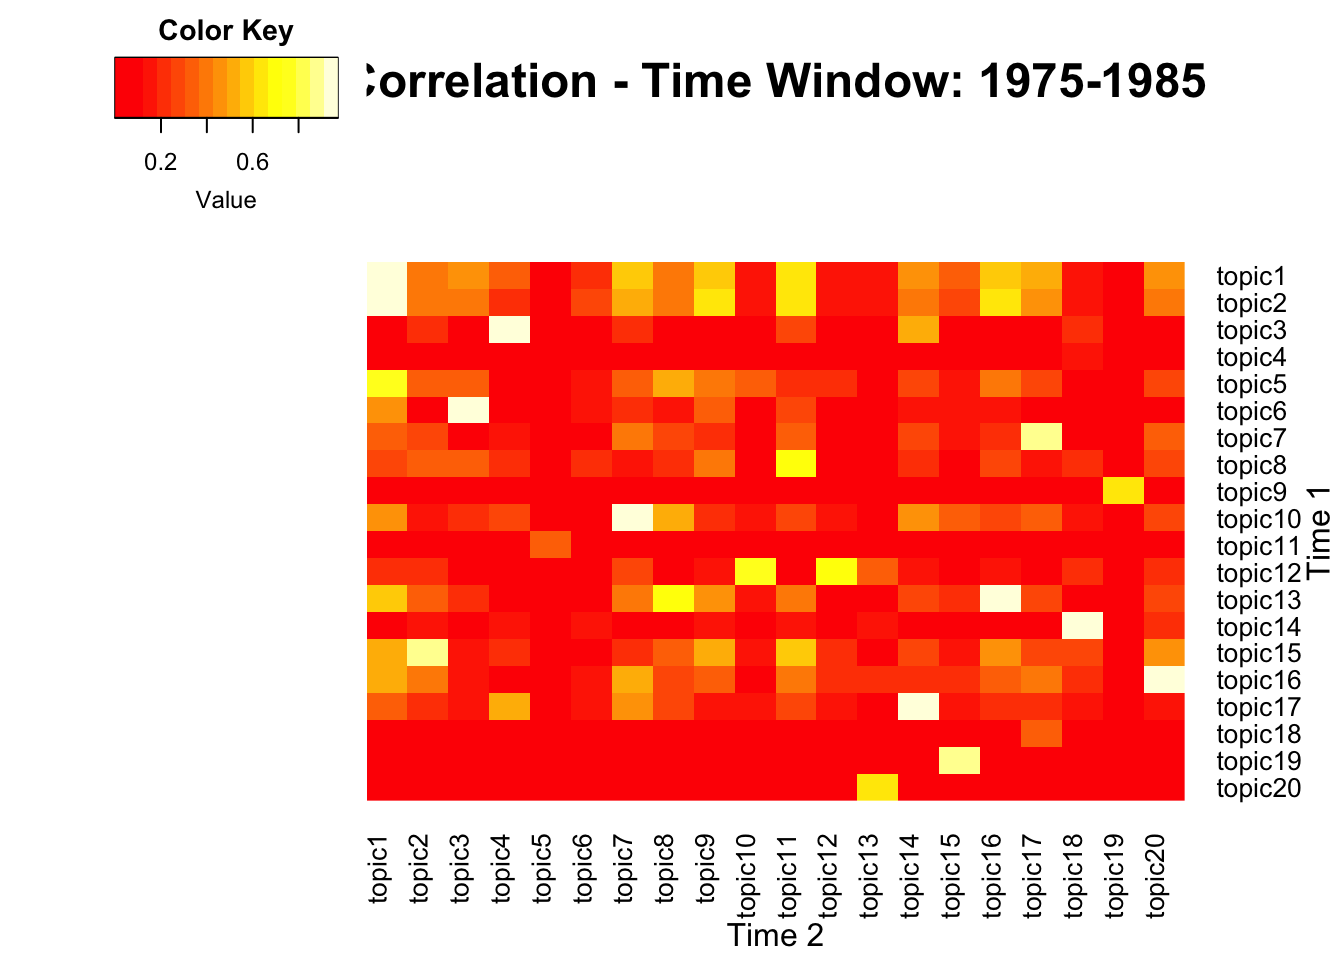 Color Key
0.2 0.6
Value
Correlation - Time Window: 1975-1985
topic1
topic2
topic3
topic4
topic5
topic6
topic7
topic8
topic9
topic10
topic11
topic12
topic13
topic14
topic15
topic16
topic17
topic18
topic19
topic20
Time 1
topic1
topic2
topic3
topic4
topic5
topic6
topic7
topic8
topic9
topic10
topic11
topic12
topic13
topic14
topic15
topic16
topic17
topic18
topic19
topic20
Time 2